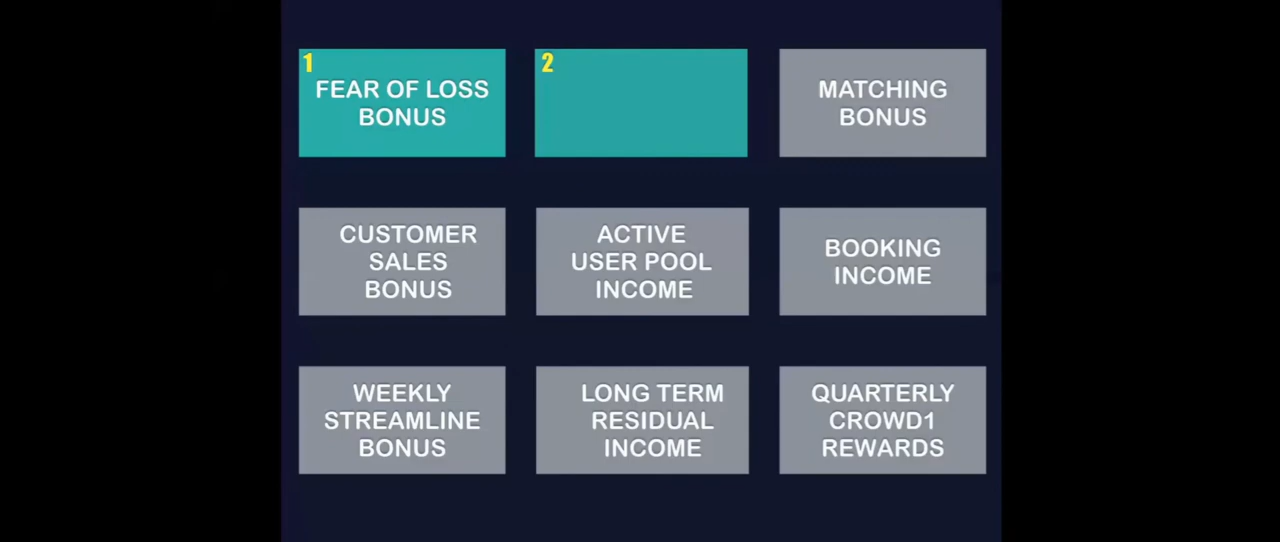 1
FEAR OF LOSS
BONUS
2
MATCHING
BONUS
CUSTOMER
SALES
BONUS
ACTIVE
USER POOL
INCOME
BOOKING
INCOME
WEEKLY
STREAMLINE
BONUS
LONG TERM
RESIDUAL
INCOME
QUARTERLY
CROWD1
REWARDS